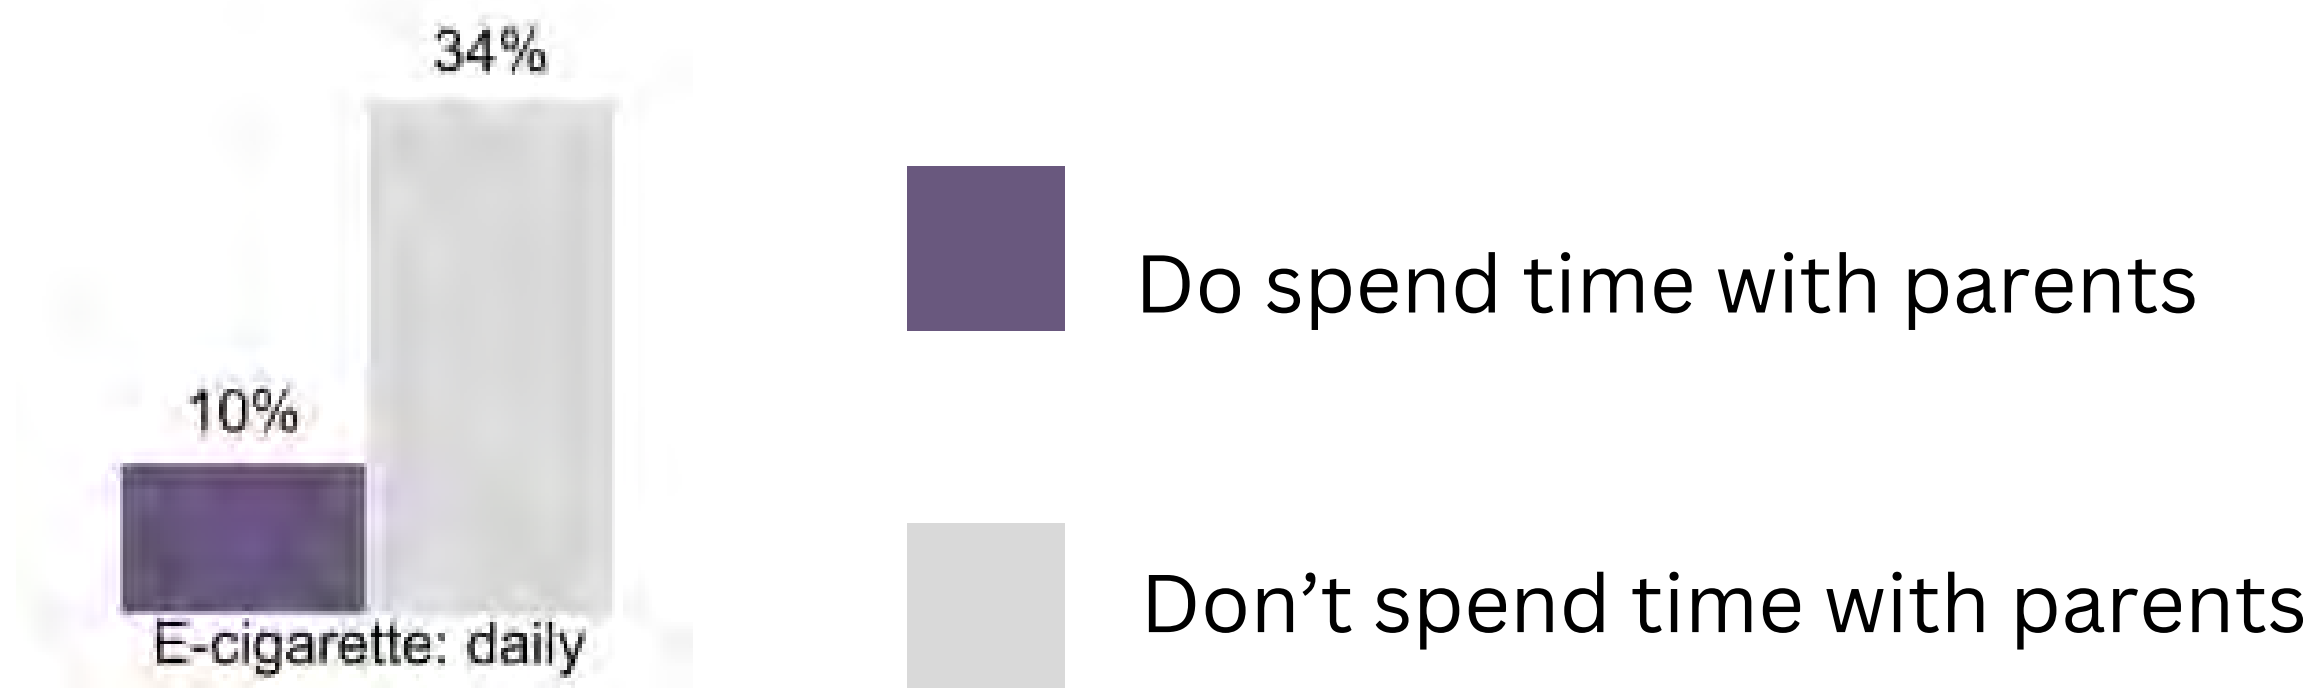 34%
10%
E-cigarette: daily
Do spend time with parents
Don’t spend time with parents